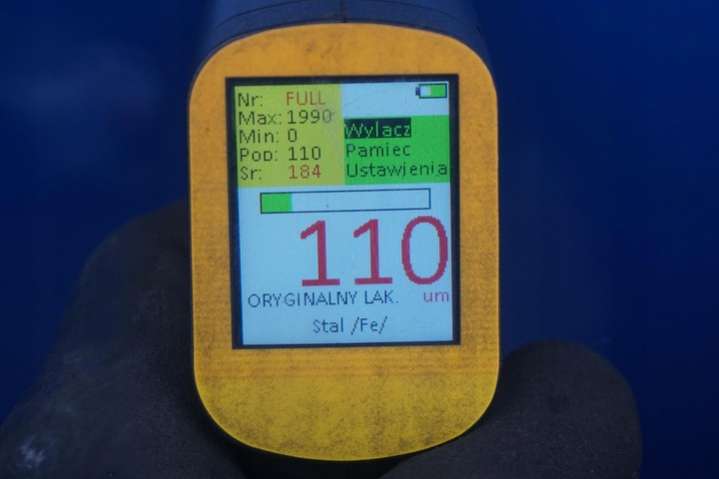 Nr: FULL
Max: 1990
Min: 0
Pop: 110
Sr: 184
Wylacz
Pamiec
Ustawienia
110
ORYGINALNY LAK. um
Stal /Fe/